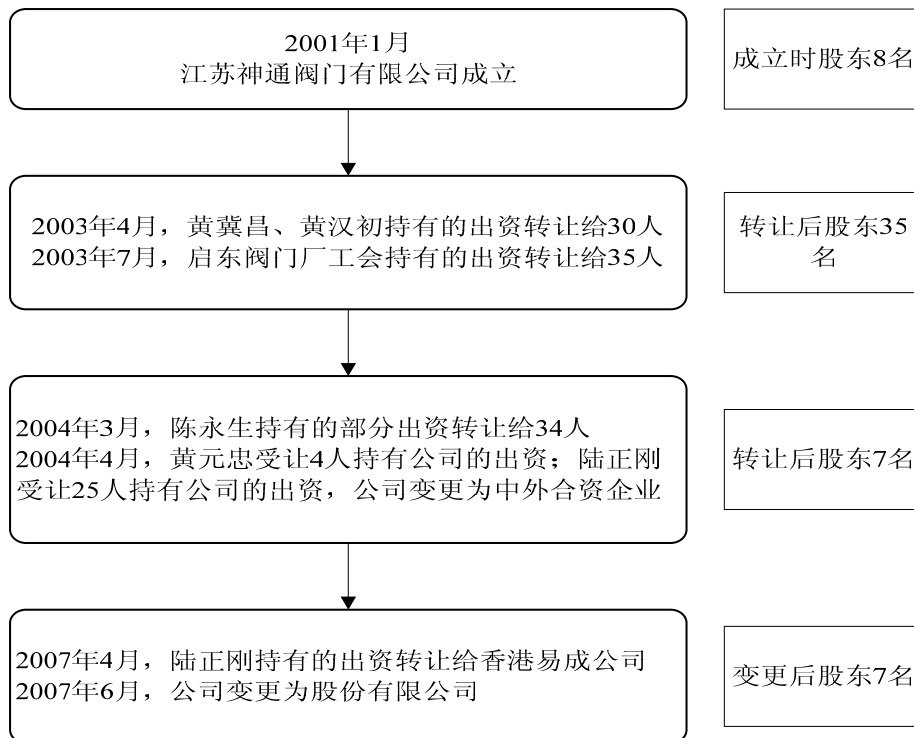 2001年1月
江苏神通阀门有限公司成立
成立时股东8名
2003年4月，黄冀昌、黄汉初持有的出资转让给30人
2003年7月，启东阀门厂工会持有的出资转让给35人
转让后股东35
名
2004年3月，陈永生持有的部分出资转让给34人
2004年4月，黄元忠受让4人持有公司的出资；陆正刚
受让25人持有公司的出资，公司变更为中外合资企业
转让后股东7名
2007年4月，陆正刚持有的出资转让给香港易成公司
2007年6月，公司变更为股份有限公司
变更后股东7名